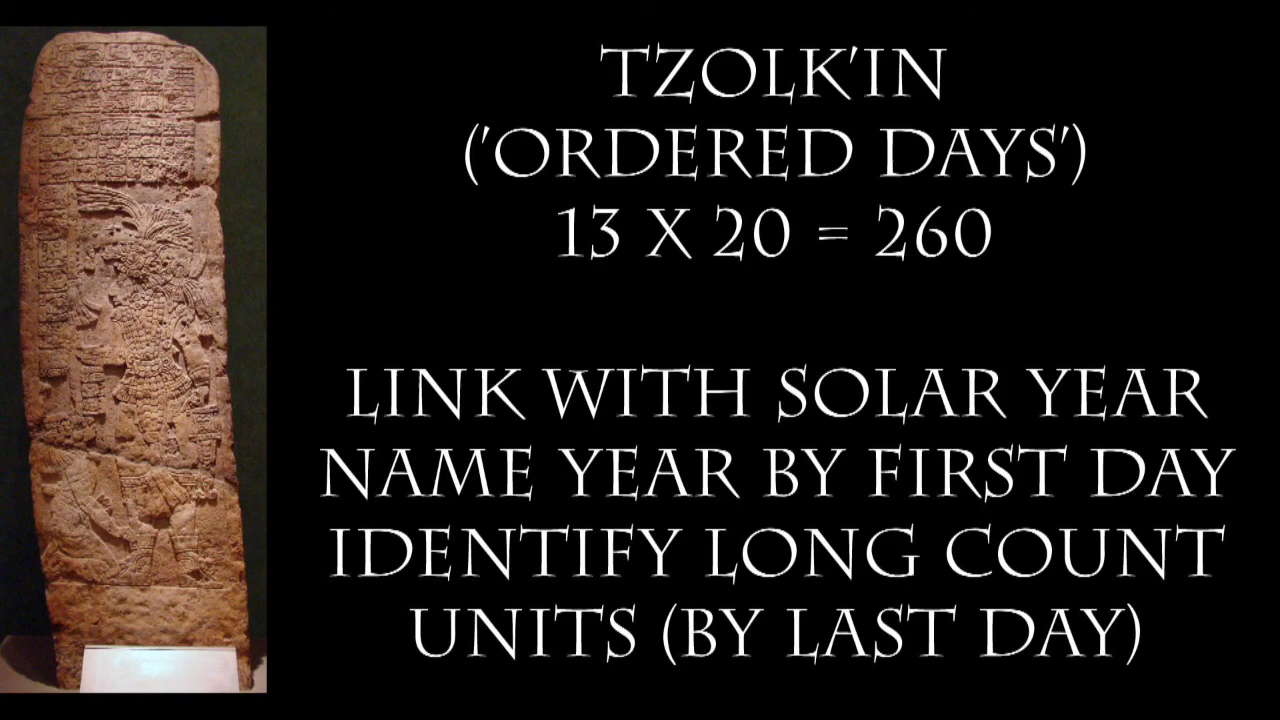 TZOLK'IN
('ORDERED DAYS')
13 X 20 = 260
LINK WITH SOLAR YEAR
NAME YEAR BY FIRST DAY
IDENTIFY LONG COUNT
UNITS (BY LAST DAY)